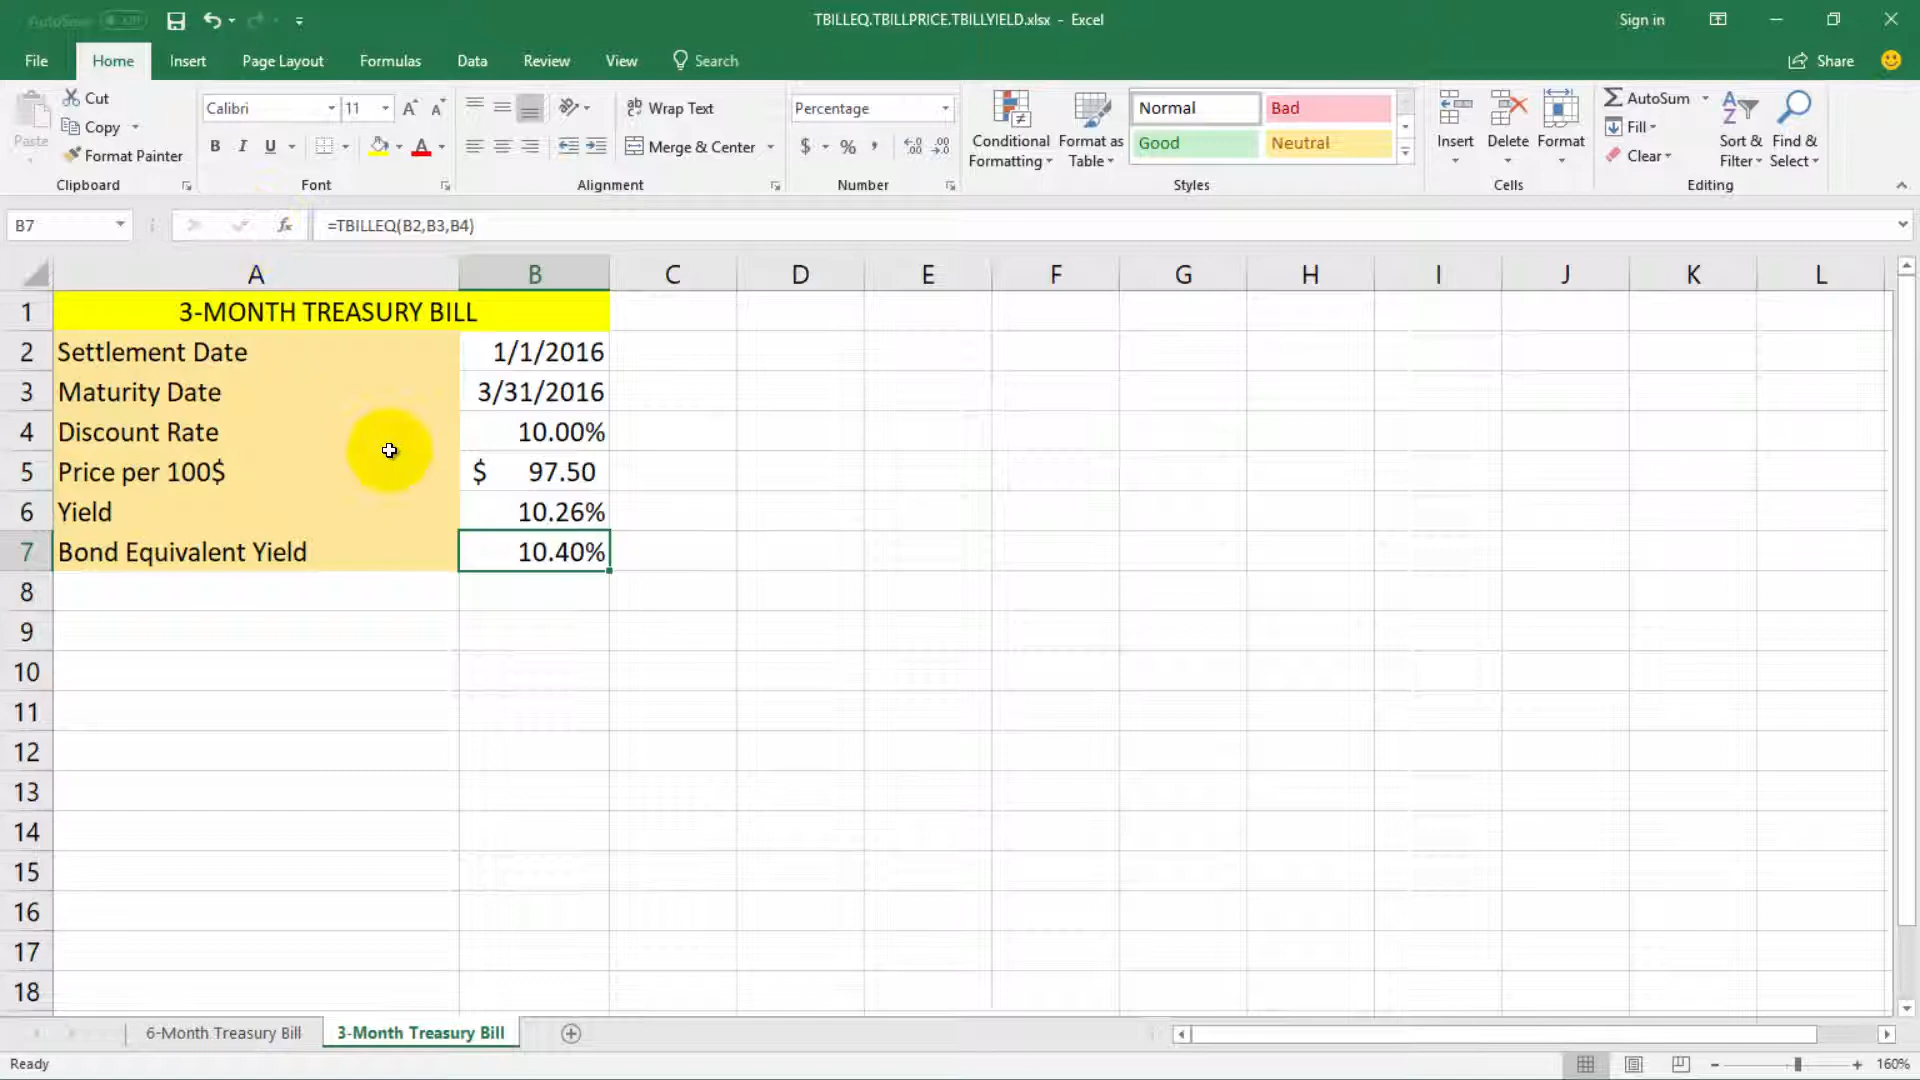 AutoSave
TBILLEQ.TBILLPRICE.TBILLYIELD.xlsx - Excel
Sign in
File Home Insert Page Layout Formulas Data Review View Search
Share
Paste
Cut
Copy
Format Painter
Clipboard
Calibri 11
B I U
Font
Wrap Text
Merge & Center
Alignment
Percentage
$ % ,
Number
Conditional Formatting
Format as Table
Normal Bad
Good Neutral
Styles
Insert Delete Format
Cells
AutoSum
Fill
Clear
Sort & Filter
Find & Select
Editing
B7 fx =TBILLEQ(B2,B3,B4)
A B C D E F G H I J K L
1 3-MONTH TREASURY BILL
2 Settlement Date 1/1/2016
3 Maturity Date 3/31/2016
4 Discount Rate 10.00%
5 Price per 100$ $ 97.50
6 Yield 10.26%
7 Bond Equivalent Yield 10.40%
8
9
10
11
12
13
14
15
16
17
18
6-Month Treasury Bill 3-Month Treasury Bill
Ready
160%